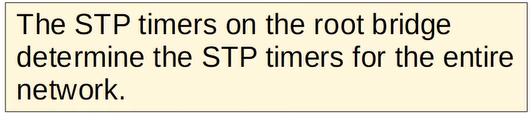 The STP timers on the root bridge
determine the STP timers for the entire
network.